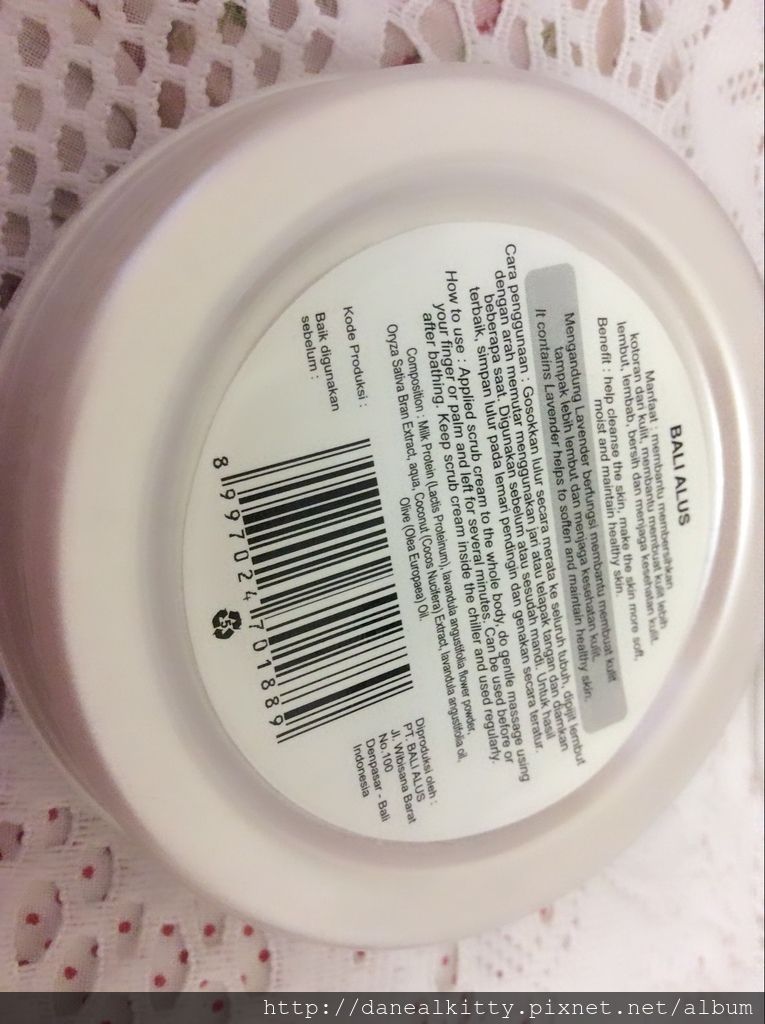 BALI ALUS
Manfaat : membantu membersihkan
kotoran dari kulit, membantu membuat kulit lebih
lembut, lembab, bersih dan menjaga kesehatan kulit.
Benefit : help cleanse the skin, make the skin more soft,
moist and maintain healthy skin.
Mengandung Lavender berfungsi membantu membuat kulit
tampak lebih lembut dan menjaga kesehatan kulit.
It contains Lavender helps to soften and maintain healthy skin.
Cara penggunaan : Gosokkan lulur secara merata ke seluruh tubuh, dipijit lembut
dengan arah memutar menggunakan jari atau telapak tangan dan diamkan
beberapa saat. Digunakan sebelum atau sesudah mandi. Untuk hasil
terbaik, simpan lulur pada lemari pendingin dan genakan secara teratur.
How to use : Applied scrub cream to the whole body, do gentle massage using
your finger or palm and left for several minutes. Can be used before or
after bathing. Keep scrub cream inside the chiller and used regularly.
Composition : Milk Protein (Lactis Proteinum), lavandula angustifolia flower powder,
Oryza Sativa Bran Extract, aqua, Coconut (Cocos Nucifera) Extract, lavandula angustifolia oil,
Olive (Olea Europaea) Oil.
Kode Produksi :
Baik digunakan
sebelum :
8 997024 701889
5
Diproduksi oleh :
PT. BALI ALUS
Jl. Wibisana Barat
No.100
Denpasar - Bali
Indonesia
http://danealkitty.pixnet.net/album